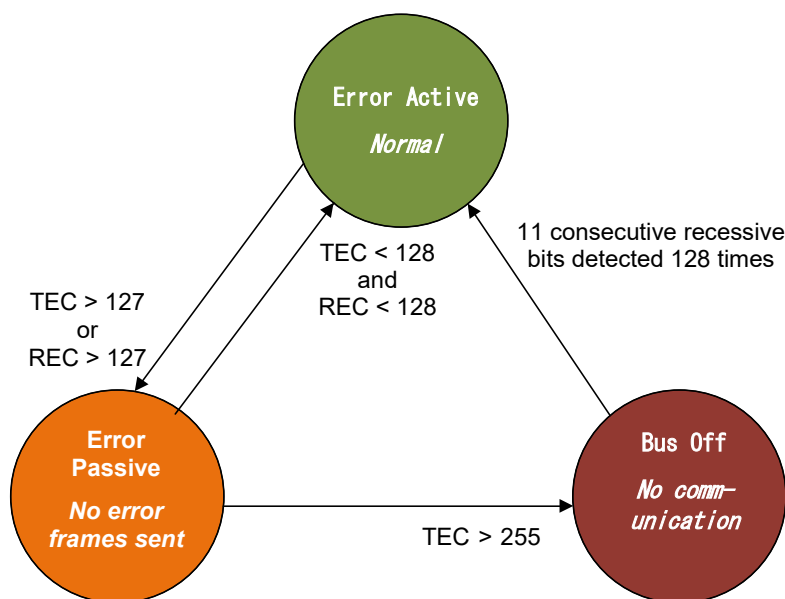 Error Active
Normal
11 consecutive recessive
bits detected 128 times
TEC < 128
and
REC < 128
TEC > 127
or
REC > 127
Error
Passive
No error
frames sent
Bus Off
No comm-
unication
TEC > 255